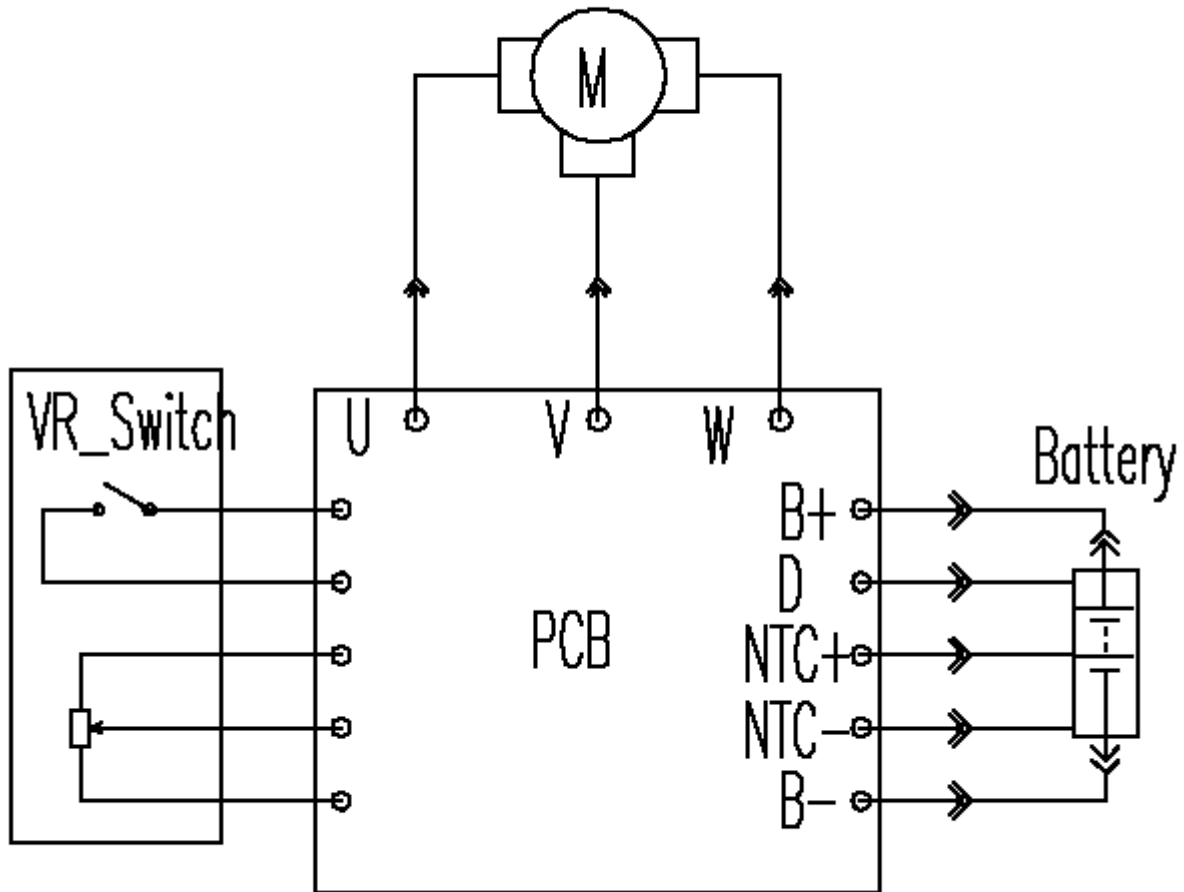 M
VR_Switch
U
V
W
Battery
B+
D
PCB
NTC+
NTC-
B-